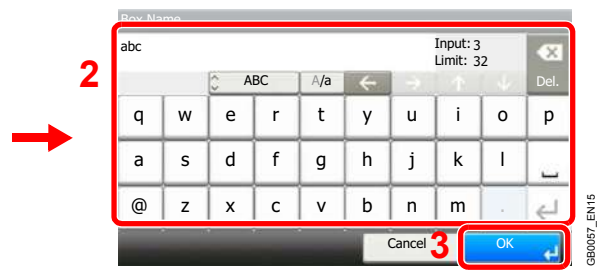 Box Name
abc
Input: 3
Limit: 32
2
ABC
A/a
Del.
q w e r t y u i o p
a s d f g h j k l
@ z x c v b n m .
Cancel
3
OK
GB0057_EN15